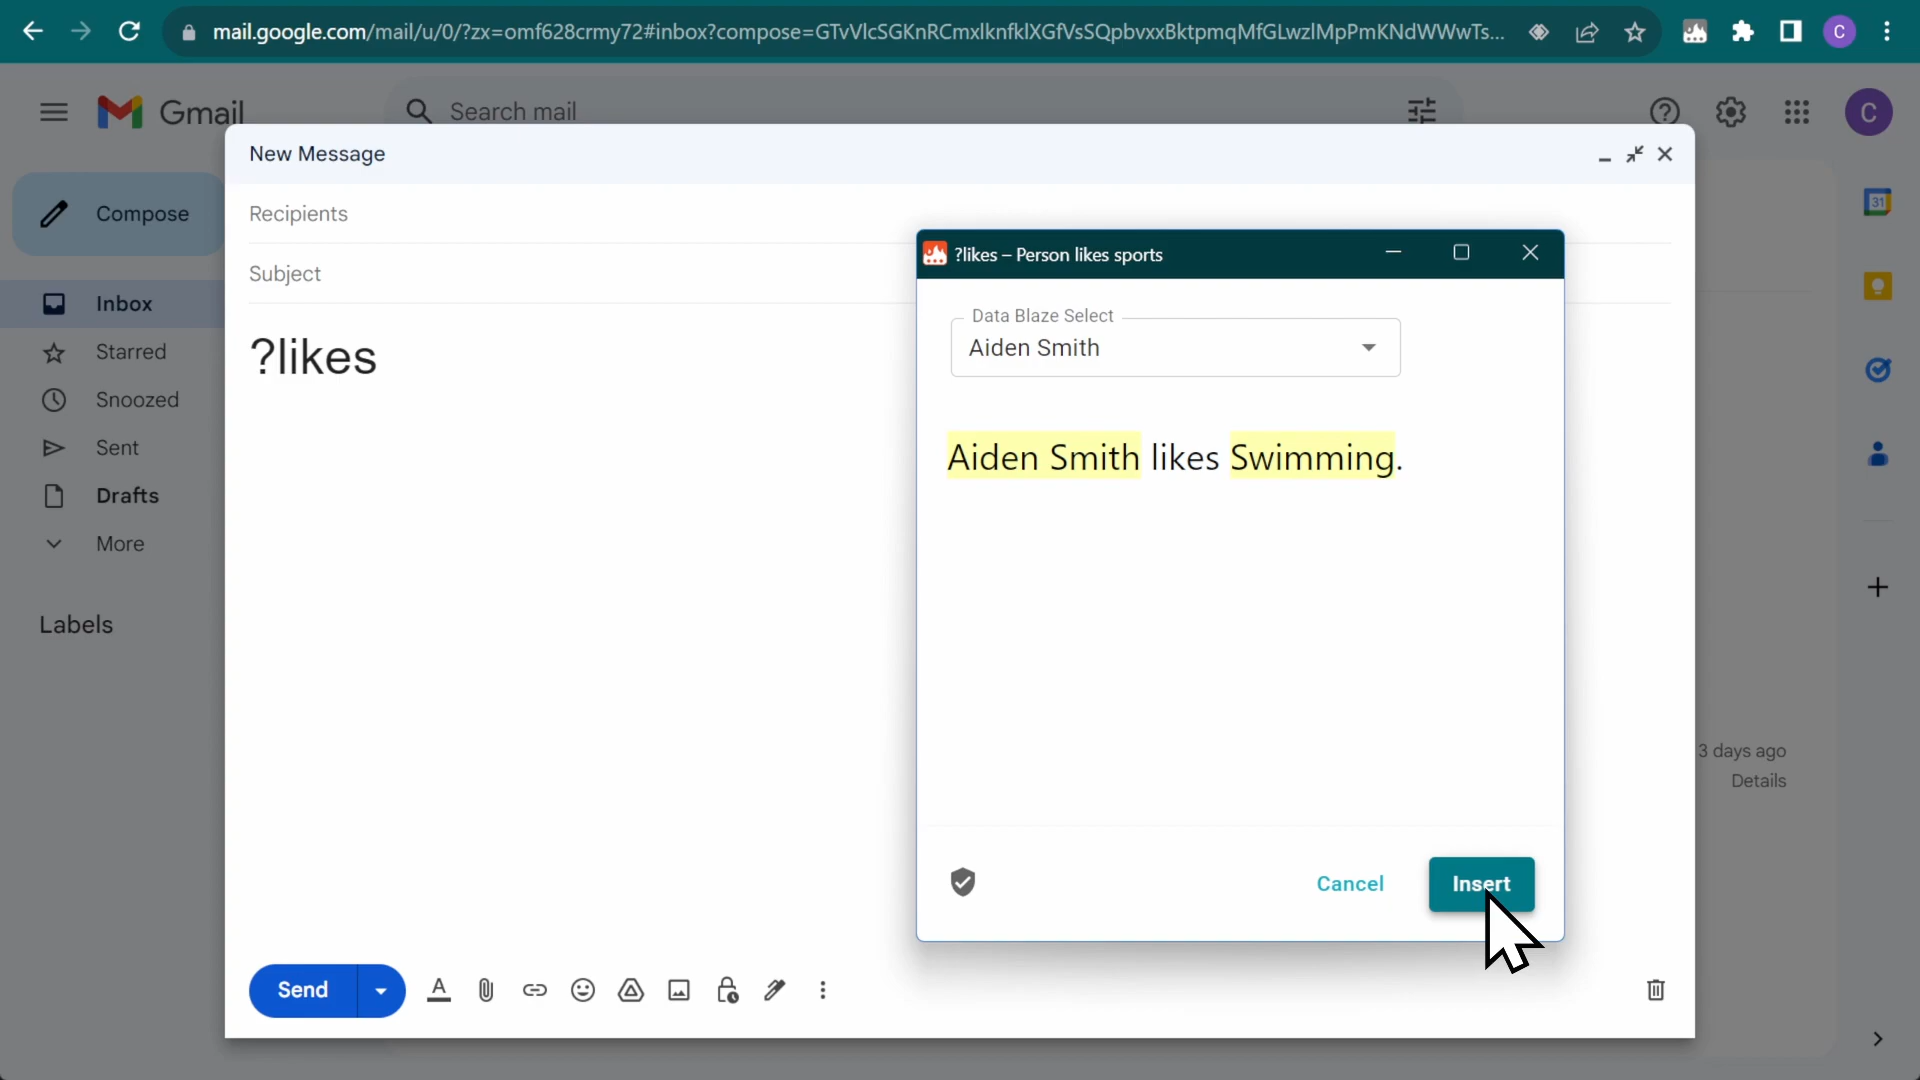 mail.google.com/mail/u/0/?zx=omf628crmy72#inbox?compose=GTvVlcSGKnRCmxlknfklXGfVsSQpbvxxBktpmqMfGLwzlMpPmKNdWWwTs...
C
Gmail
Search mail
C
New Message
Compose
Recipients
31
?likes – Person likes sports
Subject
Inbox
Data Blaze Select
Aiden Smith
?likes
Starred
Snoozed
Aiden Smith likes Swimming.
Sent
Drafts
More
Labels
3 days ago
Details
Cancel
Insert
Send